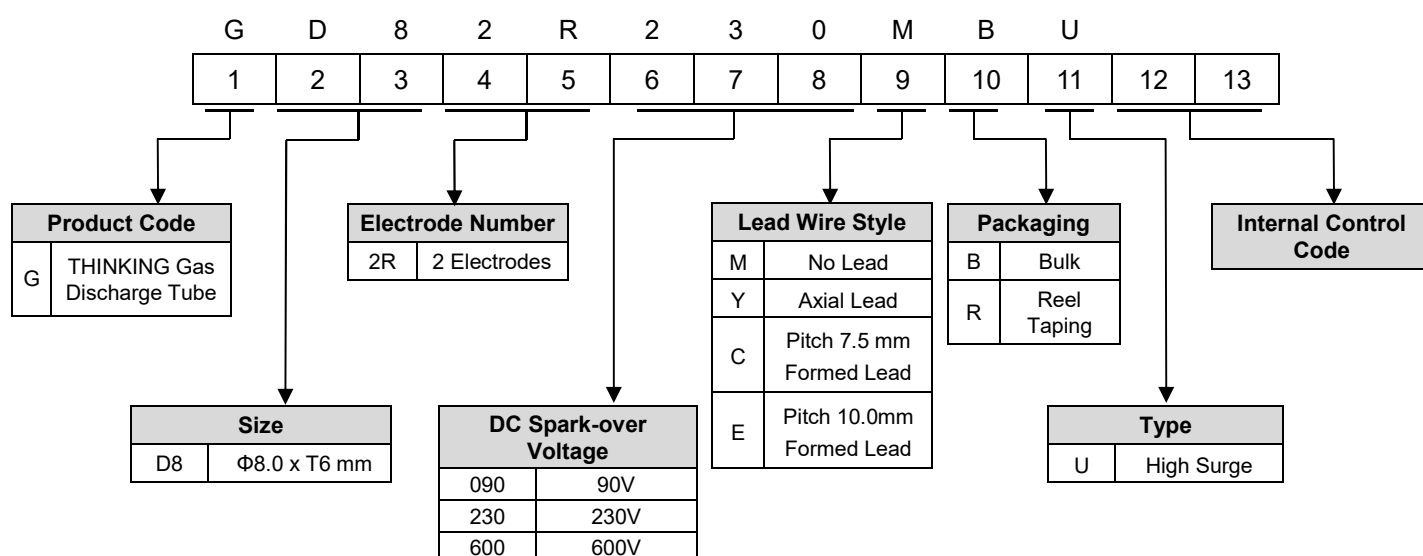 G D 8 2 R 2 3 0 M B U
1 2 3 4 5 6 7 8 9 10 11 12 13
Product Code
G THINKING Gas
Discharge Tube
Electrode Number
2R 2 Electrodes
Lead Wire Style
M No Lead
Y Axial Lead
C Pitch 7.5 mm
Formed Lead
E Pitch 10.0mm
Formed Lead
Packaging
B Bulk
R Reel
Taping
Internal Control
Code
Size
D8 Φ8.0 x T6 mm
DC Spark-over
Voltage
090 90V
230 230V
600 600V
Type
U High Surge